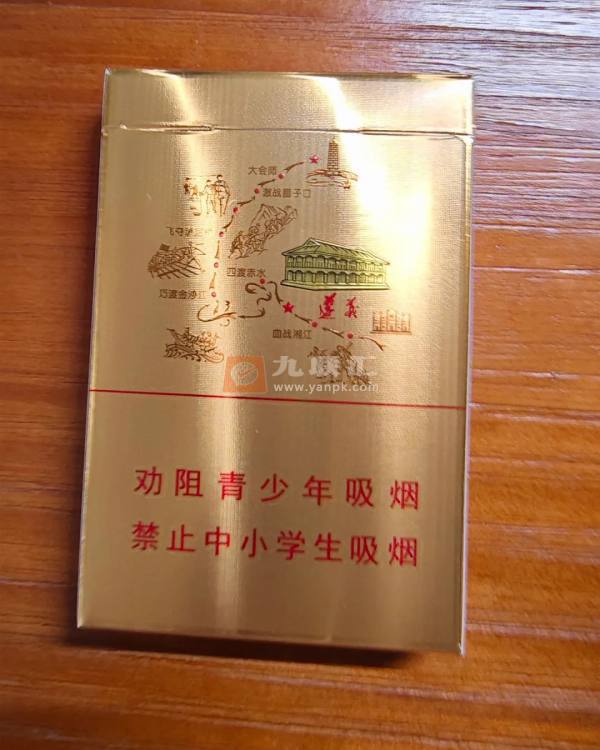 大会师
激战腊子口
飞夺泸定桥
四渡赤水
巧渡金沙江
遵義
血战湘江
九联汇
www.yanpk.com
劝阻青少年吸烟
禁止中小学生吸烟